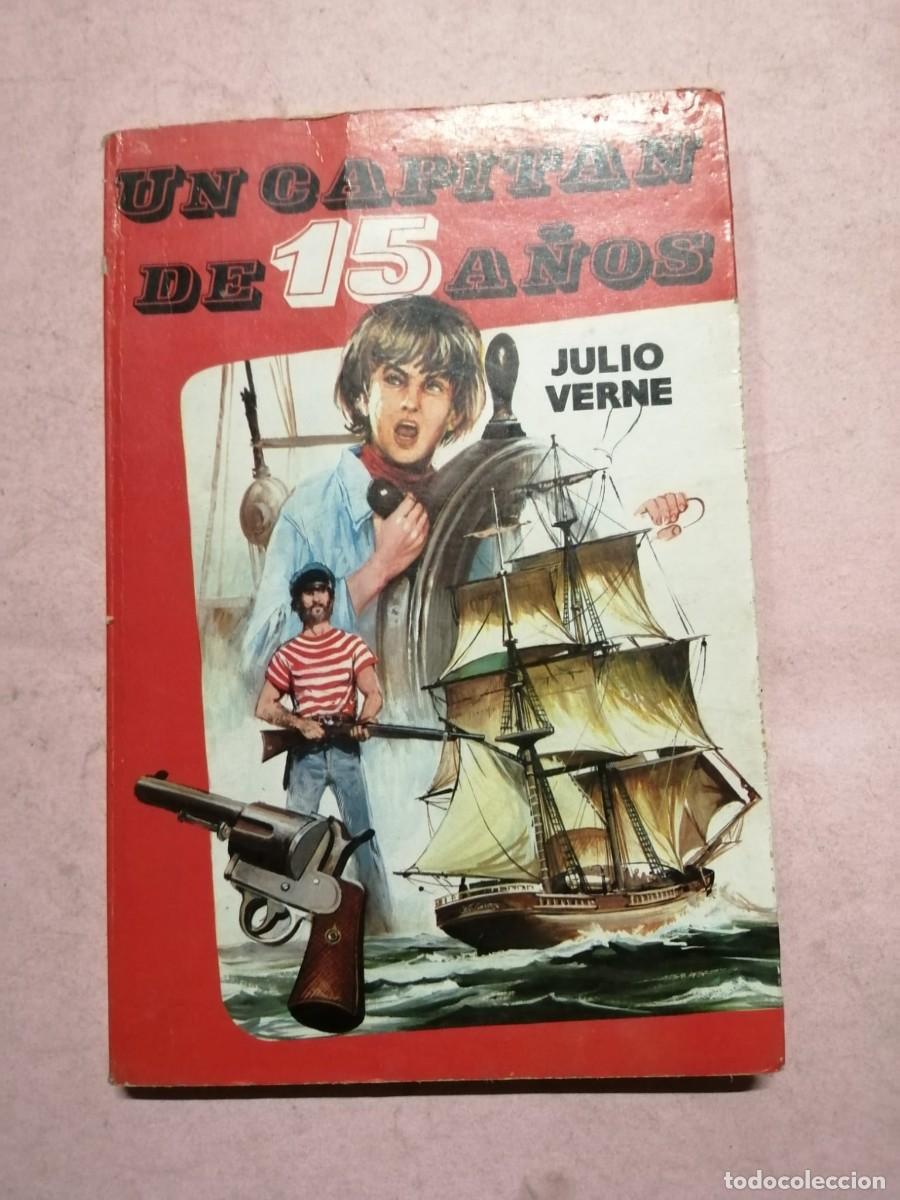 UN CAPITAN
DE 15 AÑOS
JULIO
VERNE
todocoleccion